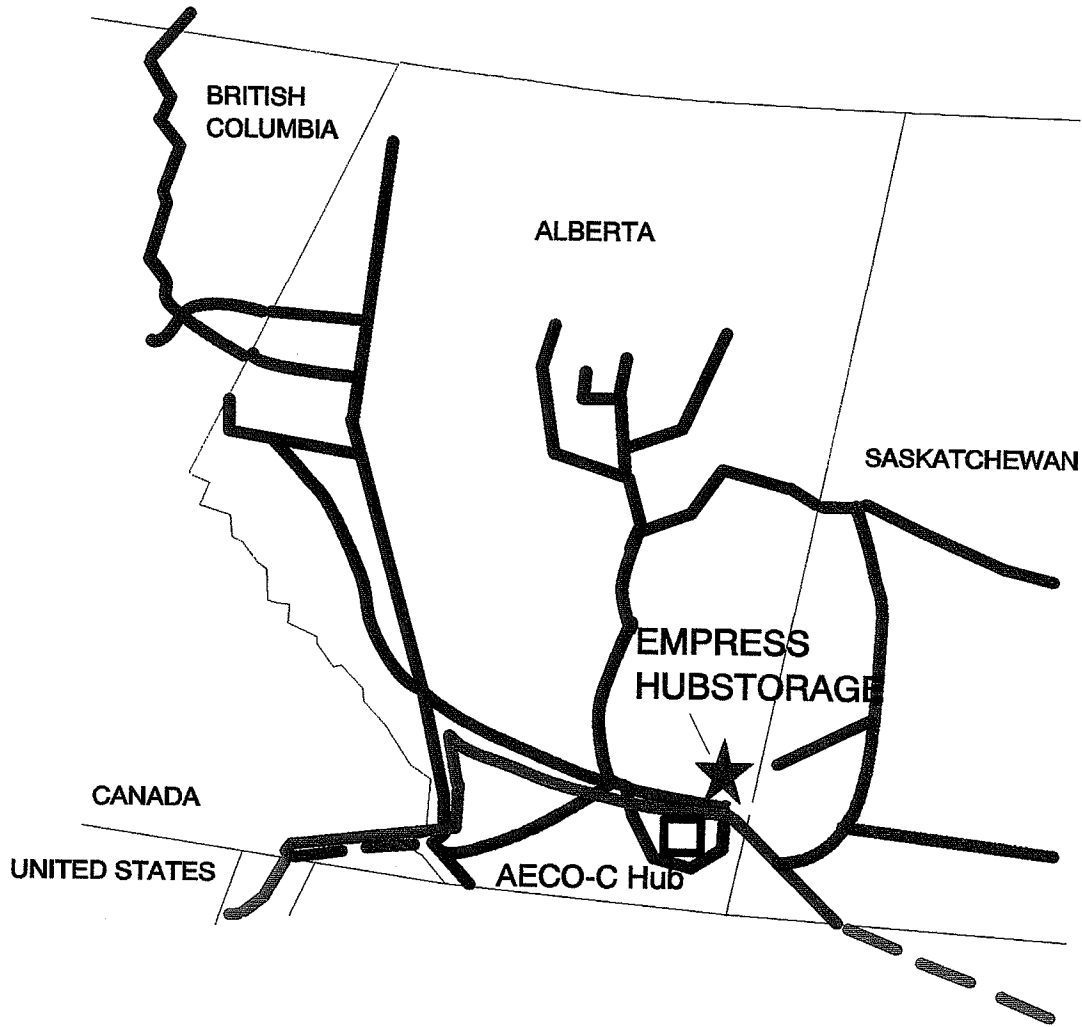 BRITISH
COLUMBIA
ALBERTA
SASKATCHEWAN
EMPRESS
HUBSTORAGE
CANADA
UNITED STATES
AECO-C Hub